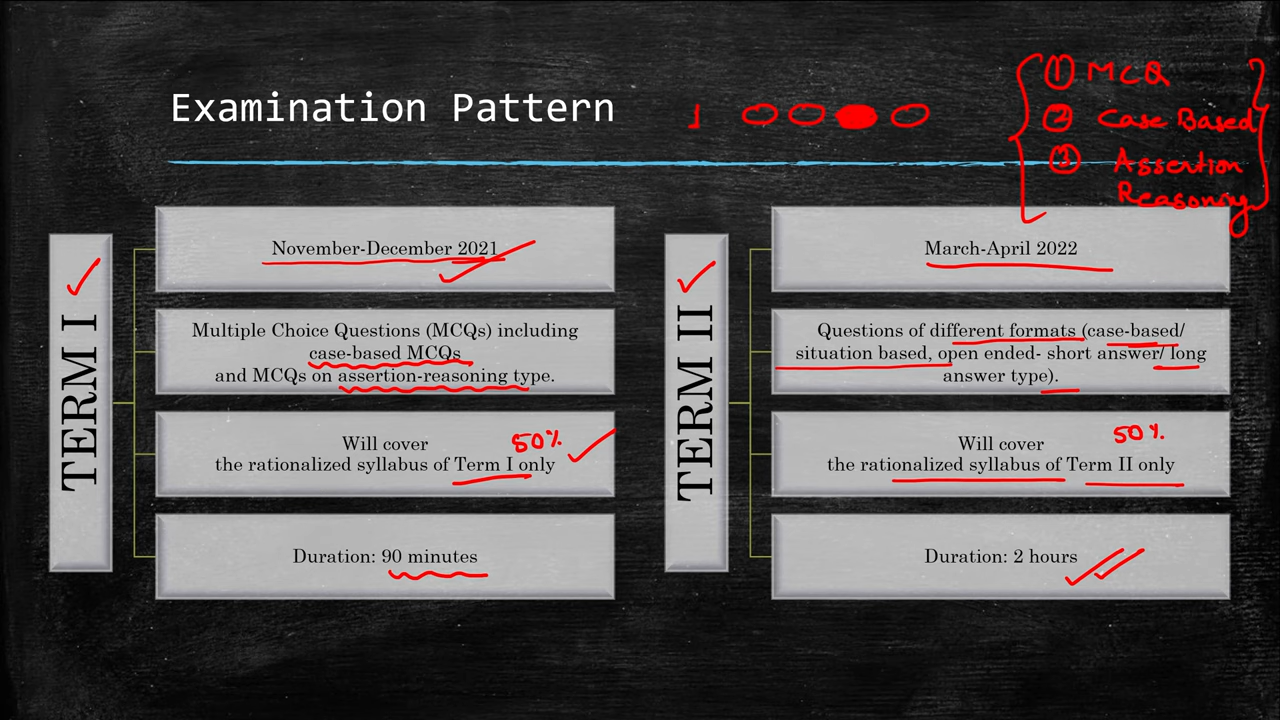 Examination Pattern
1
① MCQ
② Case Based
③ Assertion
Reasoning
TERM I
November-December 2021
Multiple Choice Questions (MCQs) including
case-based MCQs
and MCQs on assertion-reasoning type.
Will cover 50%
the rationalized syllabus of Term I only
Duration: 90 minutes
TERM II
March-April 2022
Questions of different formats (case-based/
situation based, open ended- short answer/ long
answer type).
Will cover 50%
the rationalized syllabus of Term II only
Duration: 2 hours